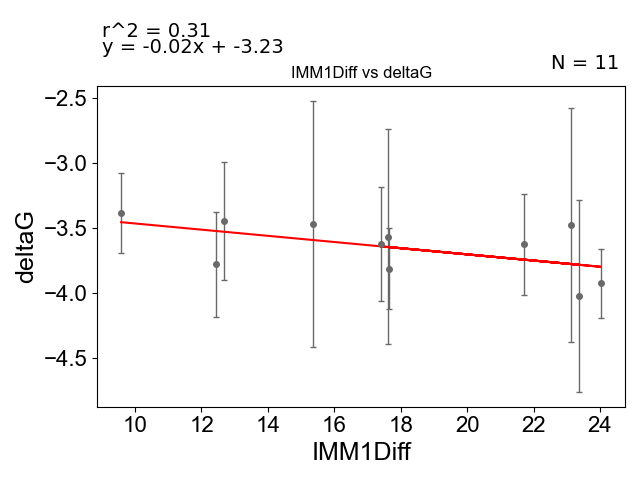 r^2 = 0.31
y = -0.02x + -3.23
N = 11
IMM1Diff vs deltaG
−2.5
−3.0
−3.5
−4.0
−4.5
deltaG
10 12 14 16 18 20 22 24
IMM1Diff